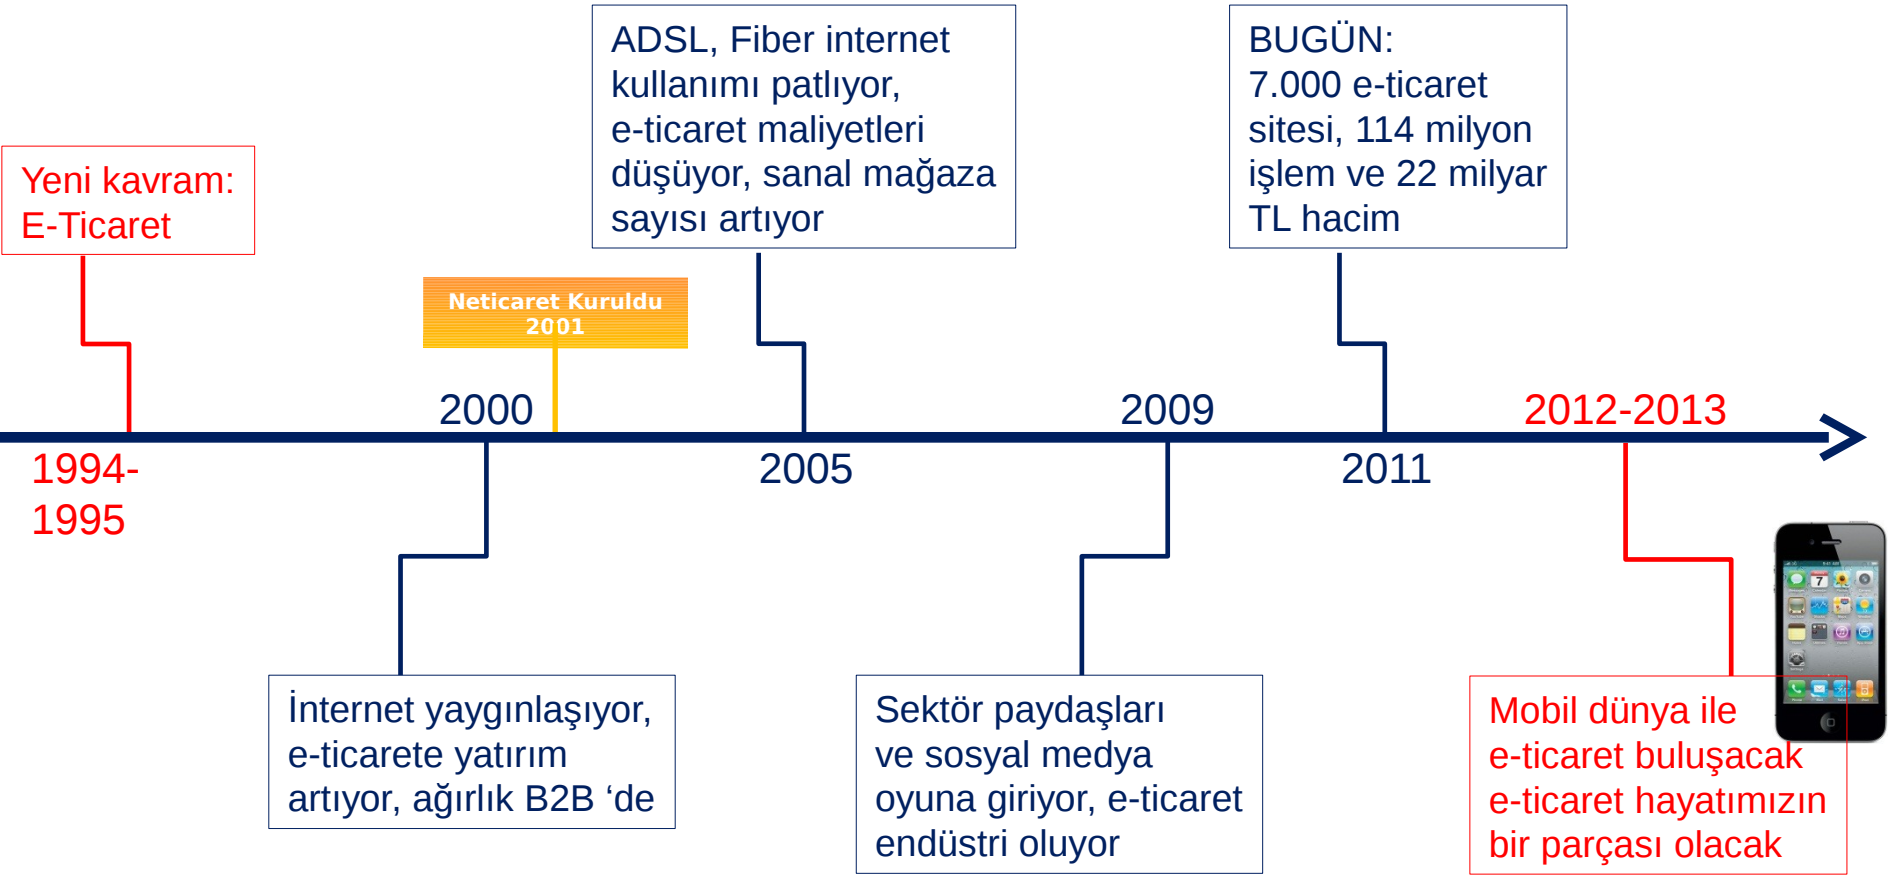 Yeni kavram:
E-Ticaret
1994-
1995
2000
İnternet yaygınlaşıyor,
e-ticarete yatırım
artıyor, ağırlık B2B ‘de
Neticaret Kuruldu
2001
ADSL, Fiber internet
kullanımı patlıyor,
e-ticaret maliyetleri
düşüyor, sanal mağaza
sayısı artıyor
2005
2009
Sektör paydaşları
ve sosyal medya
oyuna giriyor, e-ticaret
endüstri oluyor
BUGÜN:
7.000 e-ticaret
sitesi, 114 milyon
işlem ve 22 milyar
TL hacim
2011
2012-2013
Mobil dünya ile
e-ticaret buluşacak
e-ticaret hayatımızın
bir parçası olacak
7